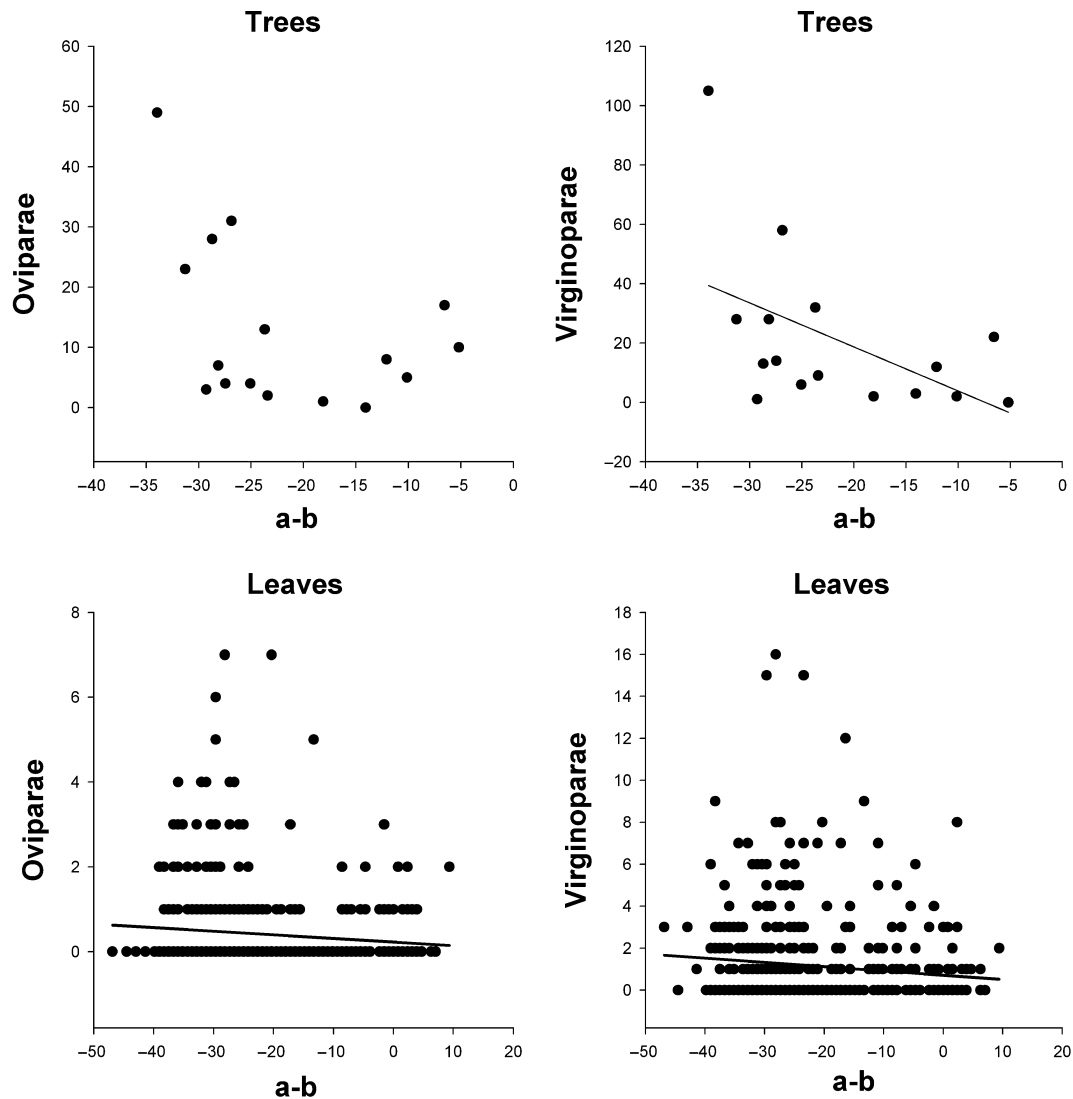 Trees
60
50
40
30
20
10
0
Oviparae
–40 –35 –30 –25 –20 –15 –10 –5 0
a-b
Trees
120
100
80
60
40
20
0
–20
Virginoparae
–40 –35 –30 –25 –20 –15 –10 –5 0
a-b
Leaves
8
6
4
2
0
Oviparae
–50 –40 –30 –20 –10 0 10 20
a-b
Leaves
18
16
14
12
10
8
6
4
2
0
Virginoparae
–50 –40 –30 –20 –10 0 10 20
a-b